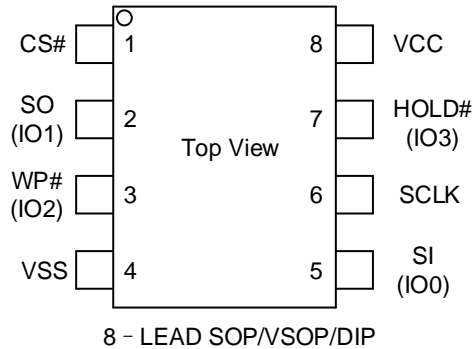 CS# 1 8 VCC
SO 2 7 HOLD#
(IO1) (IO3)
Top View
WP# 3 6 SCLK
(IO2)
VSS 4 5 SI
(IO0)
8 - LEAD SOP/VSOP/DIP